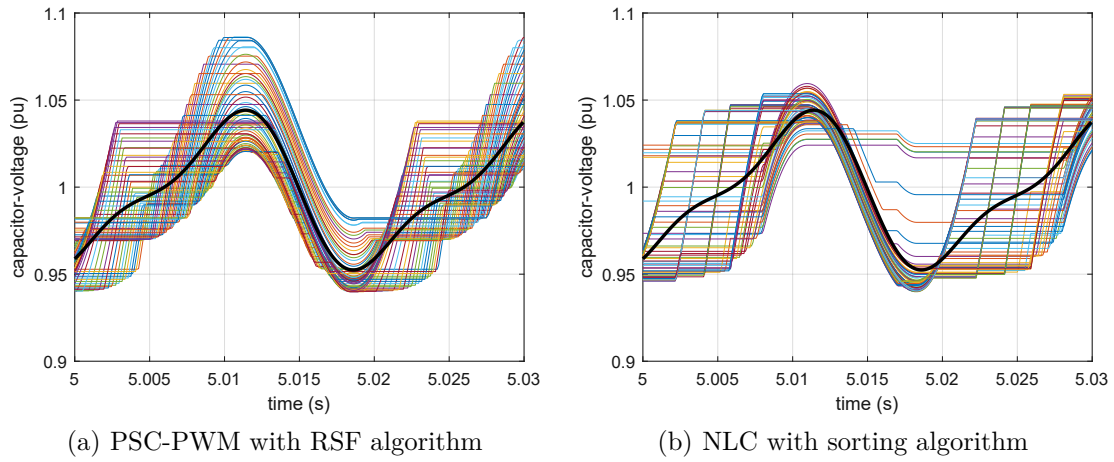 1.1
1.05
1
0.95
0.9
capacitor-voltage (pu)
5 5.005 5.01 5.015 5.02 5.025 5.03
time (s)
(a) PSC-PWM with RSF algorithm
1.1
1.05
1
0.95
0.9
capacitor-voltage (pu)
5 5.005 5.01 5.015 5.02 5.025 5.03
time (s)
(b) NLC with sorting algorithm